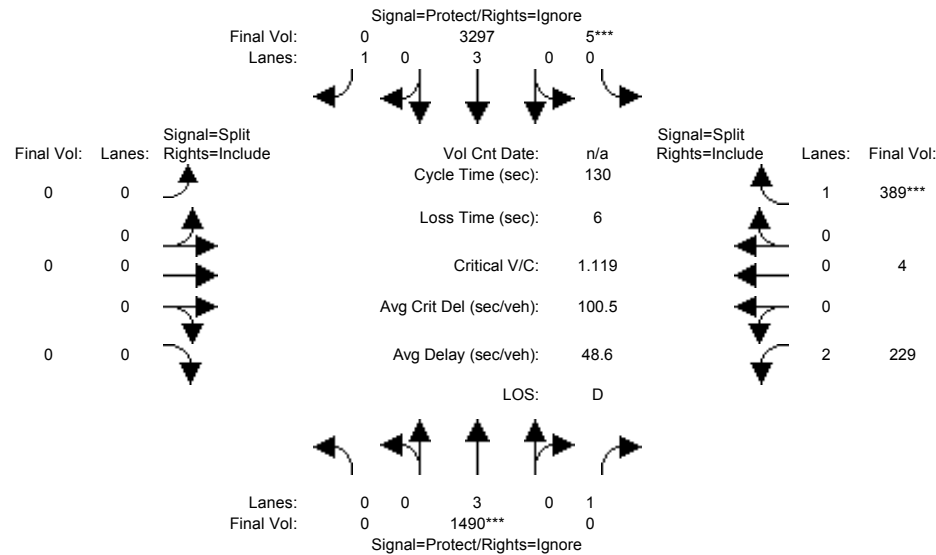 Signal=Protect/Rights=Ignore
Final Vol: 0 3297 5***
Lanes: 1 0 3 0 0
Signal=Split Signal=Split
Final Vol: Lanes: Rights=Include Vol Cnt Date: n/a Rights=Include Lanes: Final Vol:
Cycle Time (sec): 130
0 0 1 389***
Loss Time (sec): 6
0 0
0 0 Critical V/C: 1.119 0 4
0 Avg Crit Del (sec/veh): 100.5 0
0 0 Avg Delay (sec/veh): 48.6 2 229
LOS: D
Lanes: 0 0 3 0 1
Final Vol: 0 1490*** 0
Signal=Protect/Rights=Ignore